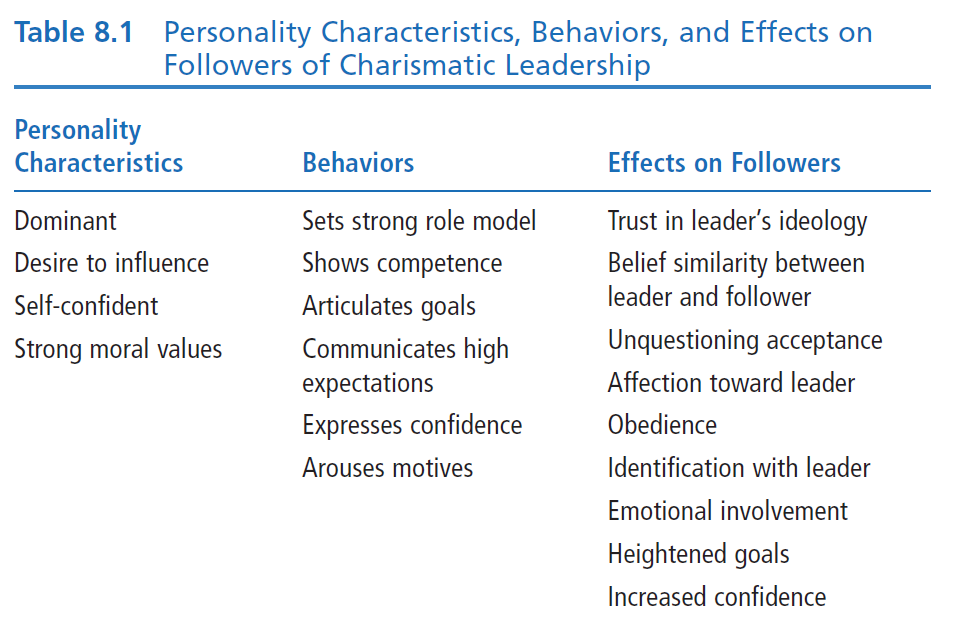 Table 8.1 Personality Characteristics, Behaviors, and Effects on
Followers of Charismatic Leadership
Personality
Characteristics
Behaviors
Effects on Followers
Dominant
Sets strong role model
Trust in leader’s ideology
Desire to influence
Shows competence
Belief similarity between
leader and follower
Self-confident
Articulates goals
Unquestioning acceptance
Strong moral values
Communicates high
expectations
Affection toward leader
Expresses confidence
Obedience
Arouses motives
Identification with leader
Emotional involvement
Heightened goals
Increased confidence